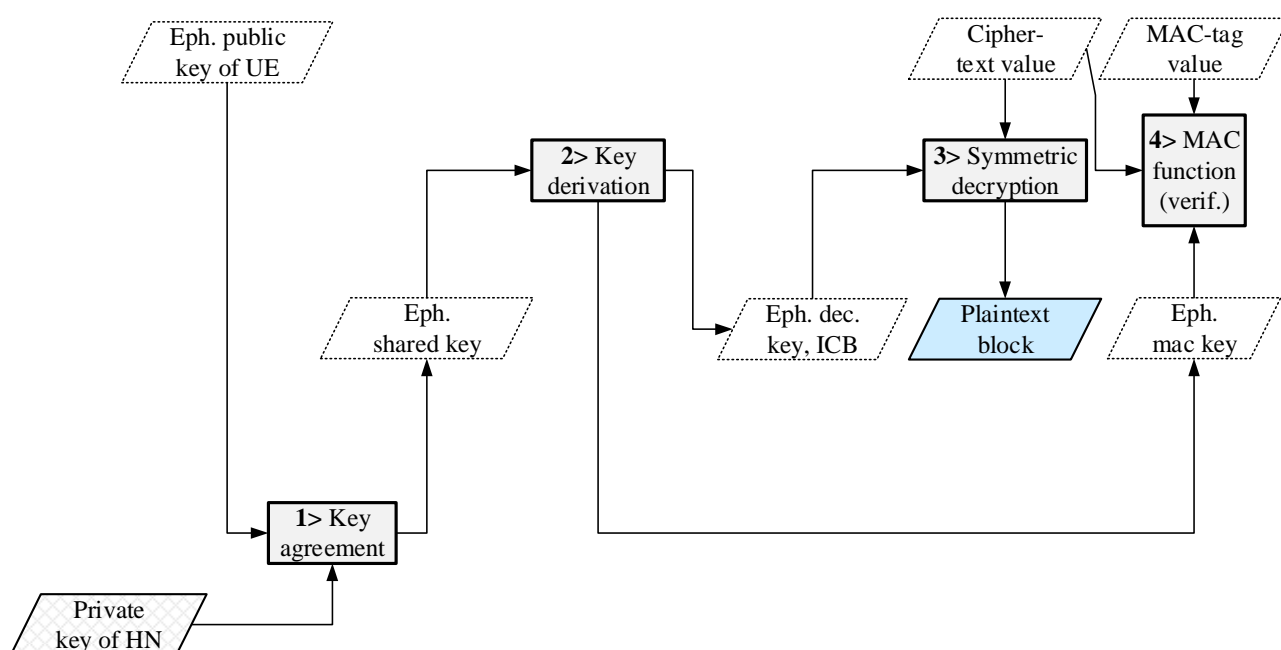 Eph. public
key of UE
Cipher-
text value
MAC-tag
value
2> Key
derivation
3> Symmetric
decryption
4> MAC
function
(verif.)
Eph.
shared key
Eph. dec.
key, ICB
Plaintext
block
Eph.
mac key
1> Key
agreement
Private
key of HN